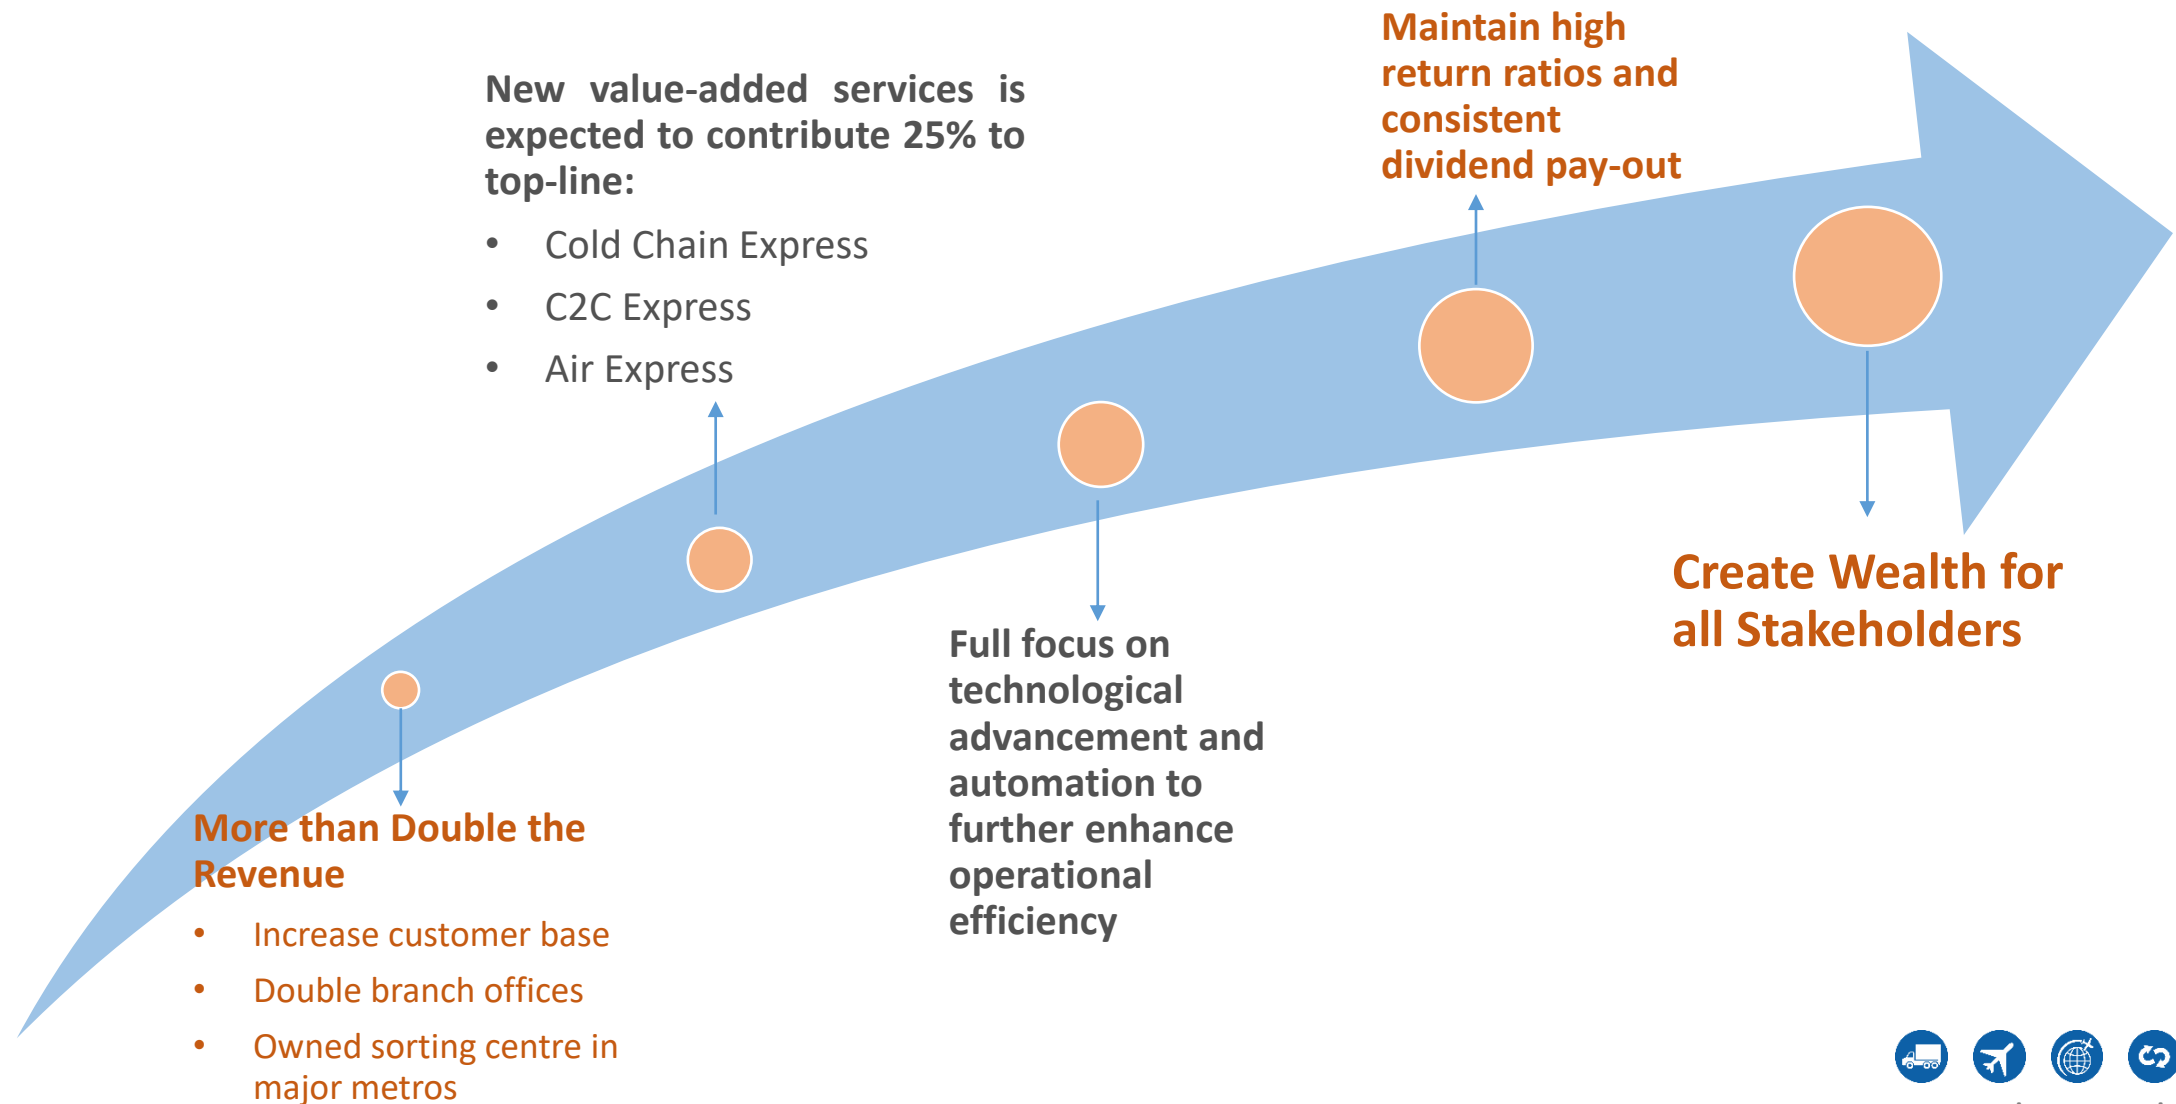 More than Double the
Revenue
• Increase customer base
• Double branch offices
• Owned sorting centre in
major metros
New value-added services is
expected to contribute 25% to
top-line:
• Cold Chain Express
• C2C Express
• Air Express
Full focus on
technological
advancement and
automation to
further enhance
operational
efficiency
Maintain high
return ratios and
consistent
dividend pay-out
Create Wealth for
all Stakeholders